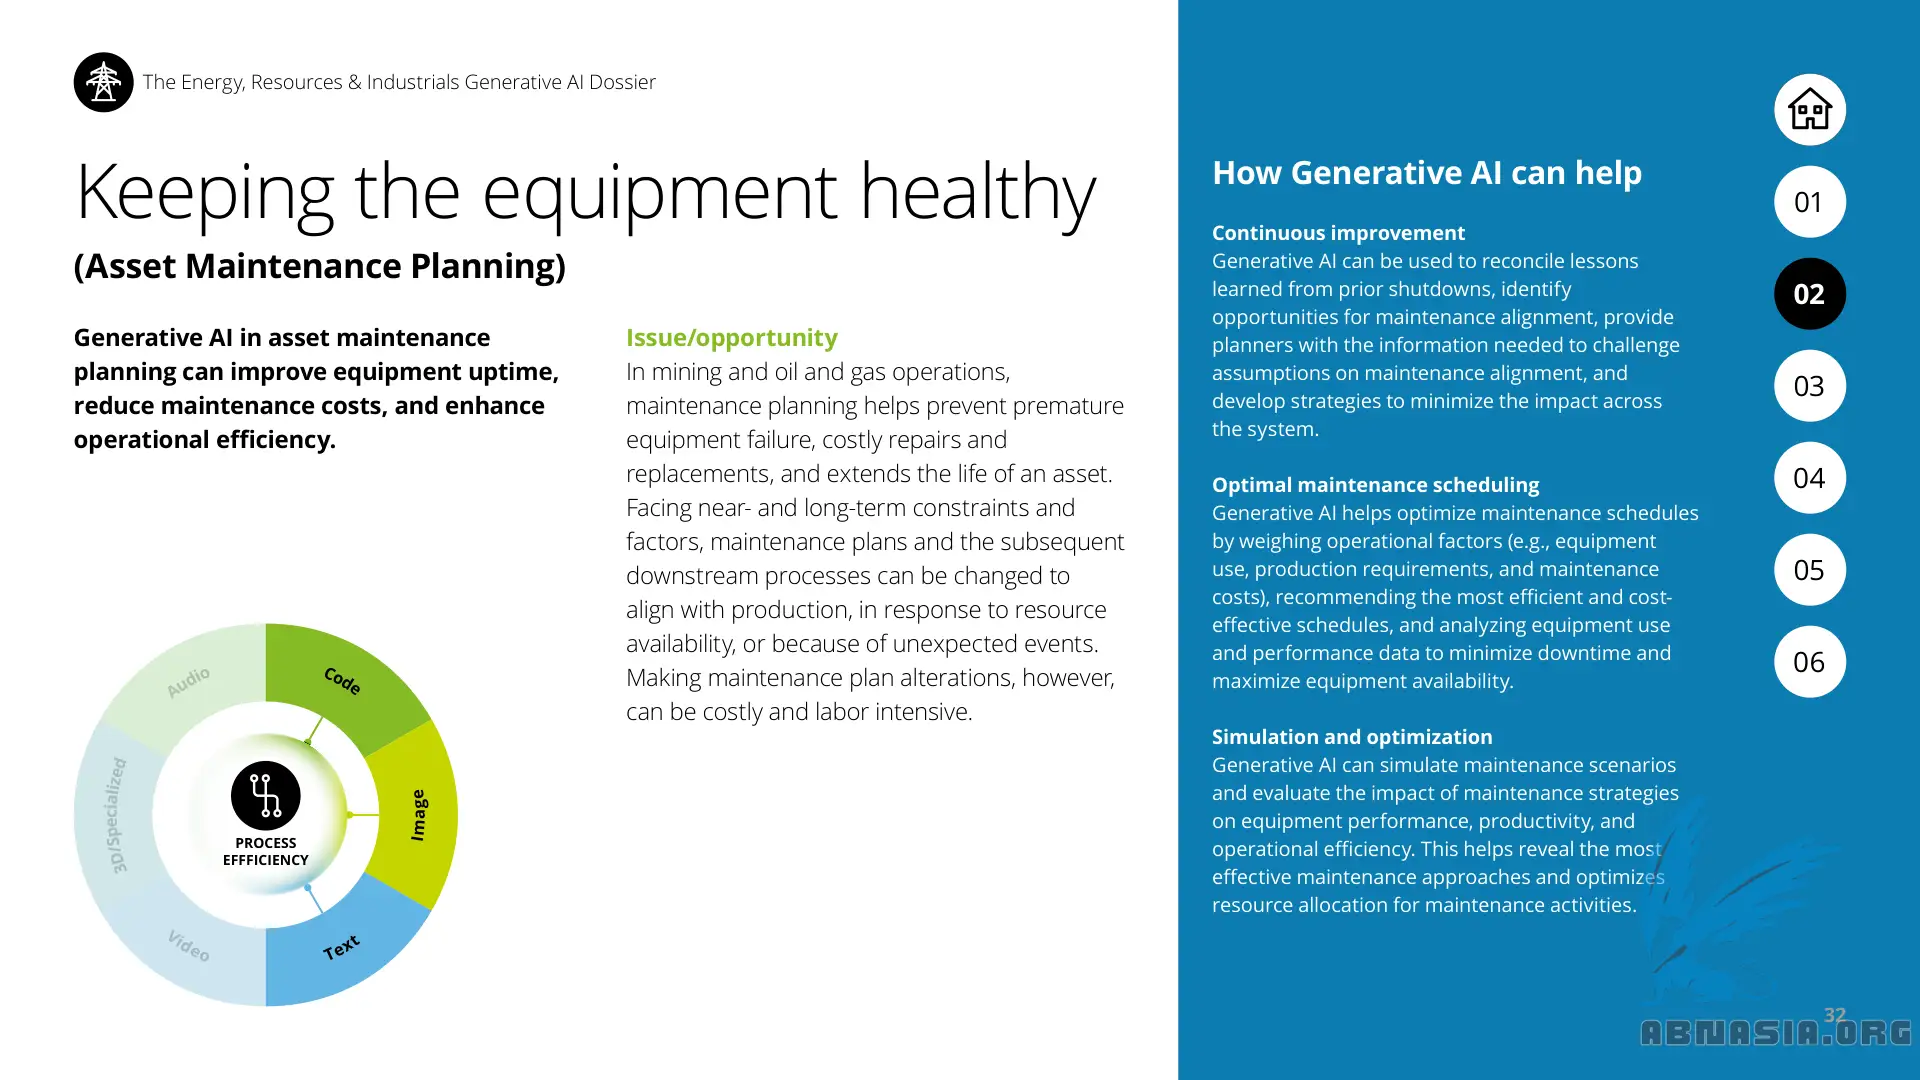 The Energy, Resources & Industrials Generative AI Dossier
Keeping the equipment healthy
(Asset Maintenance Planning)
Generative AI in asset maintenance
planning can improve equipment uptime,
reduce maintenance costs, and enhance
operational efficiency.
Issue/opportunity
In mining and oil and gas operations,
maintenance planning helps prevent premature
equipment failure, costly repairs and
replacements, and extends the life of an asset.
Facing near- and long-term constraints and
factors, maintenance plans and the subsequent
downstream processes can be changed to
align with production, in response to resource
availability, or because of unexpected events.
Making maintenance plan alterations, however,
can be costly and labor intensive.
Audio
Code
3D/Specialized
Image
Video
Text
PROCESS
EFFFICIENCY
How Generative AI can help
Continuous improvement
Generative AI can be used to reconcile lessons
learned from prior shutdowns, identify
opportunities for maintenance alignment, provide
planners with the information needed to challenge
assumptions on maintenance alignment, and
develop strategies to minimize the impact across
the system.
Optimal maintenance scheduling
Generative AI helps optimize maintenance schedules
by weighing operational factors (e.g., equipment
use, production requirements, and maintenance
costs), recommending the most efficient and cost-
effective schedules, and analyzing equipment use
and performance data to minimize downtime and
maximize equipment availability.
Simulation and optimization
Generative AI can simulate maintenance scenarios
and evaluate the impact of maintenance strategies
on equipment performance, productivity, and
operational efficiency. This helps reveal the most
effective maintenance approaches and optimizes
resource allocation for maintenance activities.
01
02
03
04
05
06
32
ABNASIA.ORG